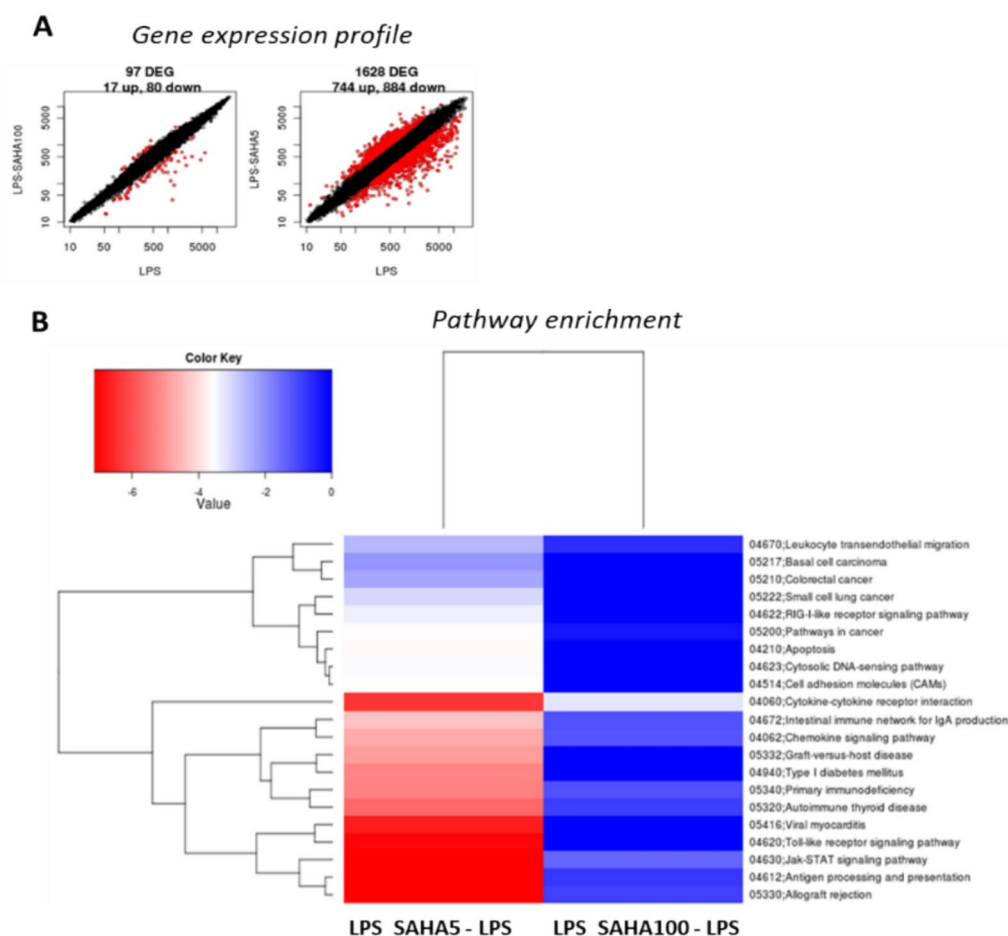 A
Gene expression profile
97 DEG
17 up, 80 down
LPS-SAHA100
5000
500
50
10
10 50 500 5000
LPS
1628 DEG
744 up, 884 down
LPS-SAHA5
5000
500
50
10
10 50 500 5000
LPS
B
Pathway enrichment
Color Key
-6 -4 -2 0
Value
04670;Leukocyte transendothelial migration
05217;Basal cell carcinoma
05210;Colorectal cancer
05222;Small cell lung cancer
04622;RIG-I-like receptor signaling pathway
05200;Pathways in cancer
04210;Apoptosis
04623;Cytosolic DNA-sensing pathway
04514;Cell adhesion molecules (CAMs)
04060;Cytokine-cytokine receptor interaction
04672;Intestinal immune network for IgA production
04062;Chemokine signaling pathway
05332;Graft-versus-host disease
04940;Type I diabetes mellitus
05340;Primary immunodeficiency
05320;Autoimmune thyroid disease
05416;Viral myocarditis
04620;Toll-like receptor signaling pathway
04630;Jak-STAT signaling pathway
04612;Antigen processing and presentation
05330;Allograft rejection
LPS_SAHA5 - LPS LPS_SAHA100 - LPS